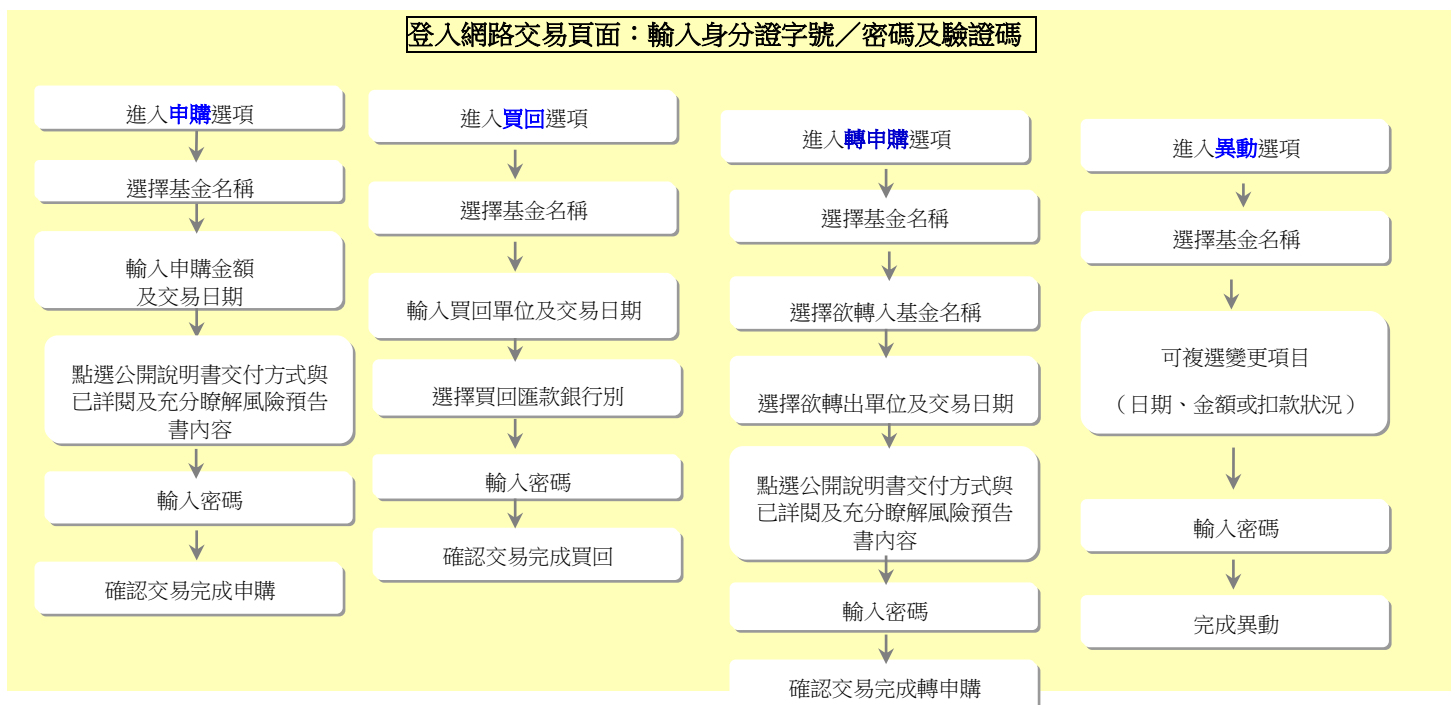 登入網路交易頁面：輸入身分證字號／密碼及驗證碼
進入申購選項
選擇基金名稱
輸入申購金額
及交易日期
點選公開說明書交付方式與
已詳閱及充分瞭解風險預告
書內容
輸入密碼
確認交易完成申購
進入買回選項
選擇基金名稱
輸入買回單位及交易日期
選擇買回匯款銀行別
輸入密碼
確認交易完成買回
進入轉申購選項
選擇基金名稱
選擇欲轉入基金名稱
選擇欲轉出單位及交易日期
點選公開說明書交付方式與
已詳閱及充分瞭解風險預告
書內容
輸入密碼
確認交易完成轉申購
進入異動選項
選擇基金名稱
可複選變更項目
（日期、金額或扣款狀況）
輸入密碼
完成異動